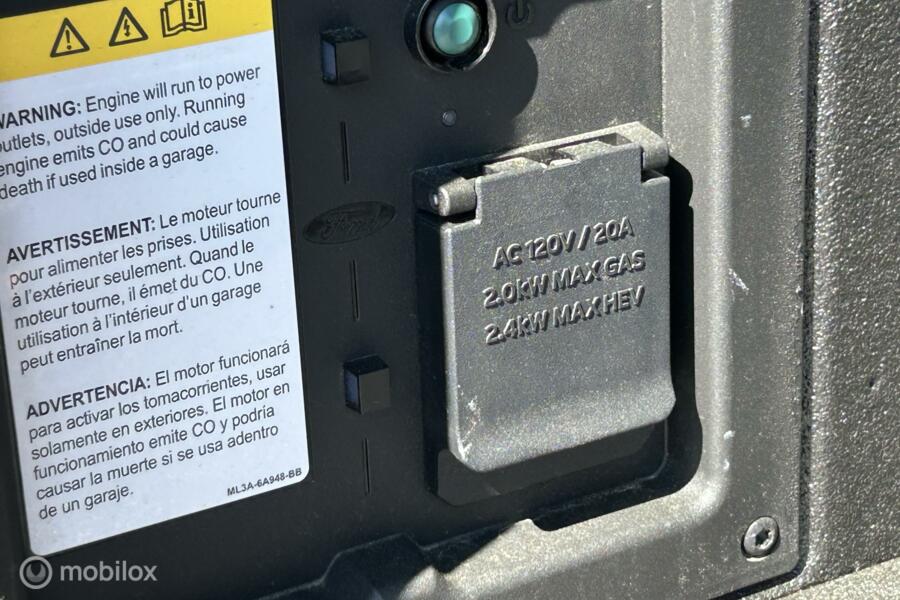 WARNING: Engine will run to power
outlets, outside use only. Running
engine emits CO and could cause
death if used inside a garage.
AVERTISSEMENT: Le moteur tourne
pour alimenter les prises. Utilisation
à l'extérieur seulement. Quand le
moteur tourne, il émet du CO. Une
utilisation à l'intérieur d'un garage
peut entraîner la mort.
ADVERTENCIA: El motor funcionará
para activar los tomacorrientes, usar
solamente en exteriores. El motor en
funcionamiento emite CO y podría
causar la muerte si se usa adentro
de un garaje.
ML3A-6A948-BB
Ford
AC 120V / 20A
2.0kW MAX GAS
2.4kW MAX HEV
mobilox